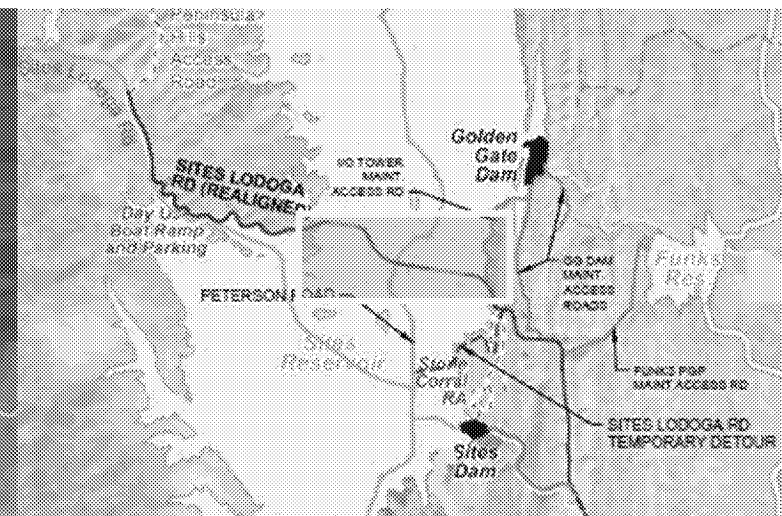 Peninsula
Hills
Access
Road
Sites Lodoga Rd
Golden
Gate
Dam
I/O TOWER
MAINT
ACCESS RD
SITES LODOGA
RD (REALIGNED
Day Us
Boat Ramp
and Parking
GG DAM
MAINT
ACCESS
ROADS
Funks
Res
PETERSON ROAD
Sites
Reservoir
Stone
Corral
RA
FUNKS PGP
MAINT ACCESS RD
SITES LODOGA RD
TEMPORARY DETOUR
Sites
Dam